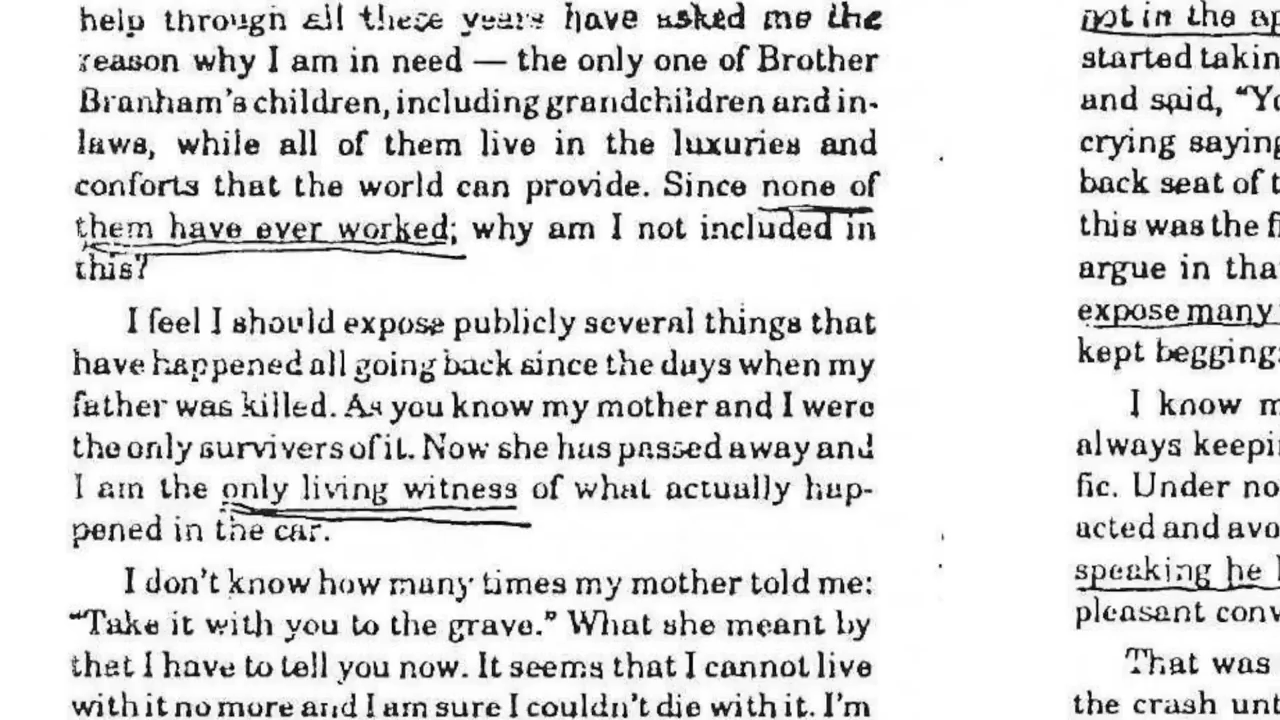 help through all these years have asked me the
reason why I am in need — the only one of Brother
Branham's children, including grandchildren and in-
laws, while all of them live in the luxuries and
conforts that the world can provide. Since none of
them have ever worked; why am I not included in
this?
I feel I should expose publicly several things that
have happened all going back since the days when my
father was killed. As you know my mother and I were
the only survivers of it. Now she has passed away and
I am the only living witness of what actually hap-
pened in the car.
I don't know how many times my mother told me:
"Take it with you to the grave." What she meant by
that I have to tell you now. It seems that I cannot live
with it no more and I am sure I couldn't die with it. I'm
not in the
started
and said,
crying saying
back seat of
this was the
argue in
expose many
kept
I know
always
fic. Under no
acted and
speaking he
pleasant
That was
the crash